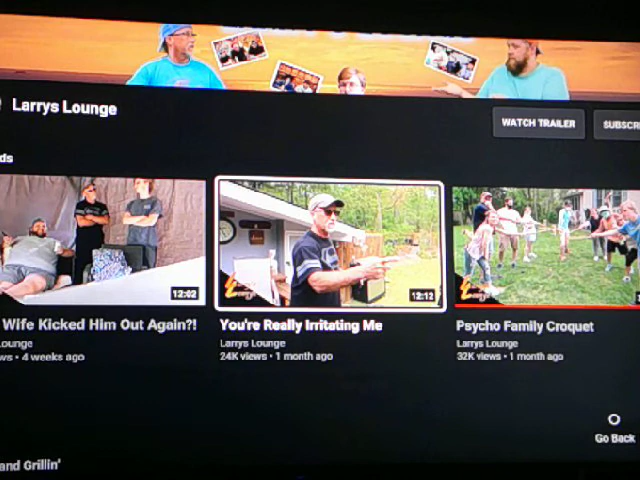 Larrys Lounge
WATCH TRAILER
SUBSCRI
ds
12:02
12:12
Wife Kicked Him Out Again?!
You're Really Irritating Me
Psycho Family Croquet
ounge
Larrys Lounge
Larrys Lounge
ws • 4 weeks ago
24K views • 1 month ago
32K views • 1 month ago
Go Back
and Grillin'